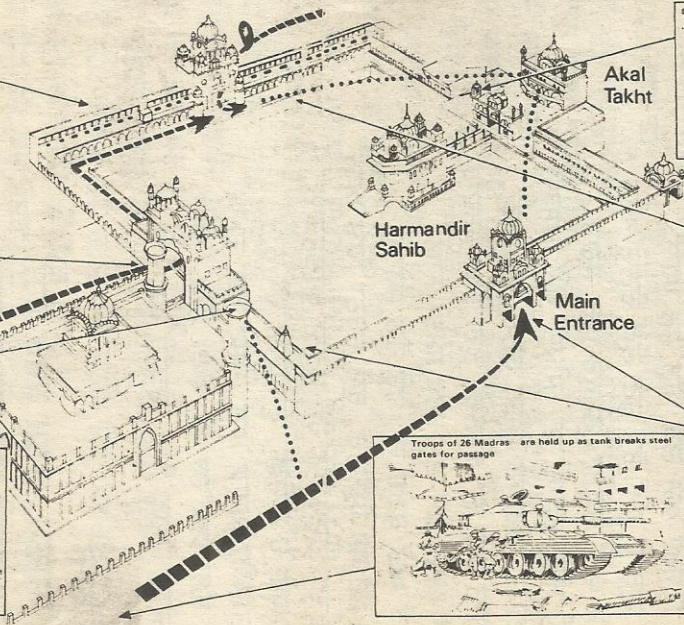 Akal
Takht
Harmandir
Sahib
Main
Entrance
Troops of 26 Madras are held up as tank breaks steel
gates for passage